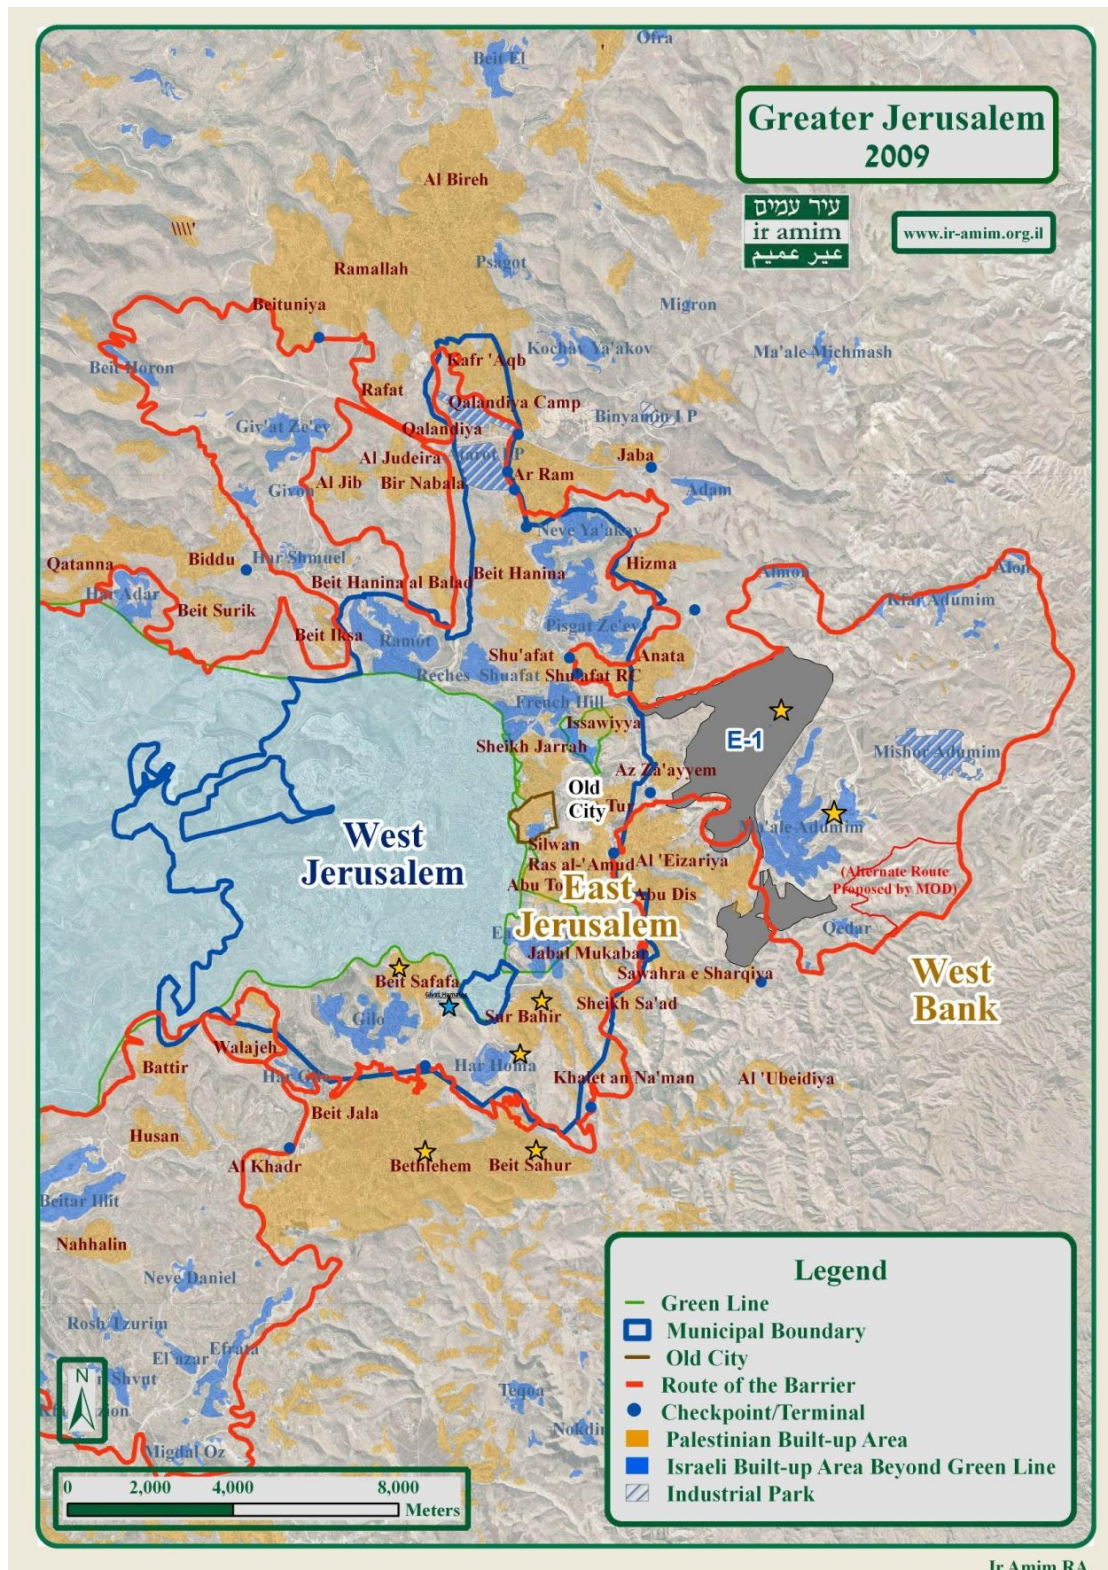 Ofra
Beit El
Greater Jerusalem
2009
Al Bireh
עיר עמים
ir amim
عير عميم
www.ir-amim.org.il
Psagot
Ramallah
Migron
Beituniya
Kochav Ya'akov
Ma'ale Michmash
Kafr 'Aqb
Beit Horon
Rafat
Qalandiya Camp
Binyamin I P
Giv'at Ze'ev
Qalandiya
Atarot I P
Al Judeira
Jaba
Al Jib
Bir Nabala
Ar Ram
Givon
Adam
Neve Ya'akav
Qatanna
Biddu
Har Shmuel
Hizma
Beit Hanina al Balad
Beit Hanina
Almon
Alon
Har Adar
Kfar Adumim
Beit Surik
Beit Iksa
Ramot
Pisgat Ze'ev
Shu'afat
Anata
Reches Shuafat
Shu'afat RC
French Hill
Issawiyya
Sheikh Jarrah
E-1
Mishor Adumim
Az Za'ayyem
Old
City
Tur
West
Jerusalem
Ma'ale Adumim
Silwan
Ras al-'Amud
Al 'Eizariya
(Alternate Route
Proposed by MOD)
Abu To
East
Jerusalem
Abu Dis
Qedar
Jabal Mukabar
West
Bank
Beit Safafa
Sawahra e Sharqiya
Gilo
Sur Bahir
Sheikh Sa'ad
Walajeh
Battir
Har Homa
Khalet an Na'man
Al 'Ubeidiya
Beit Jala
Husan
Al Khadr
Bethlehem
Beit Sahur
Beitar Illit
Nahhalin
Neve Daniel
Rosh Tzurim
El'azar
Efrata
N
Teqoa
Migdal Oz
Legend
Green Line
Municipal Boundary
Old City
Route of the Barrier
Checkpoint/Terminal
Palestinian Built-up Area
Israeli Built-up Area Beyond Green Line
Industrial Park
0 2,000 4,000 8,000
Meters
Ir Amim RA